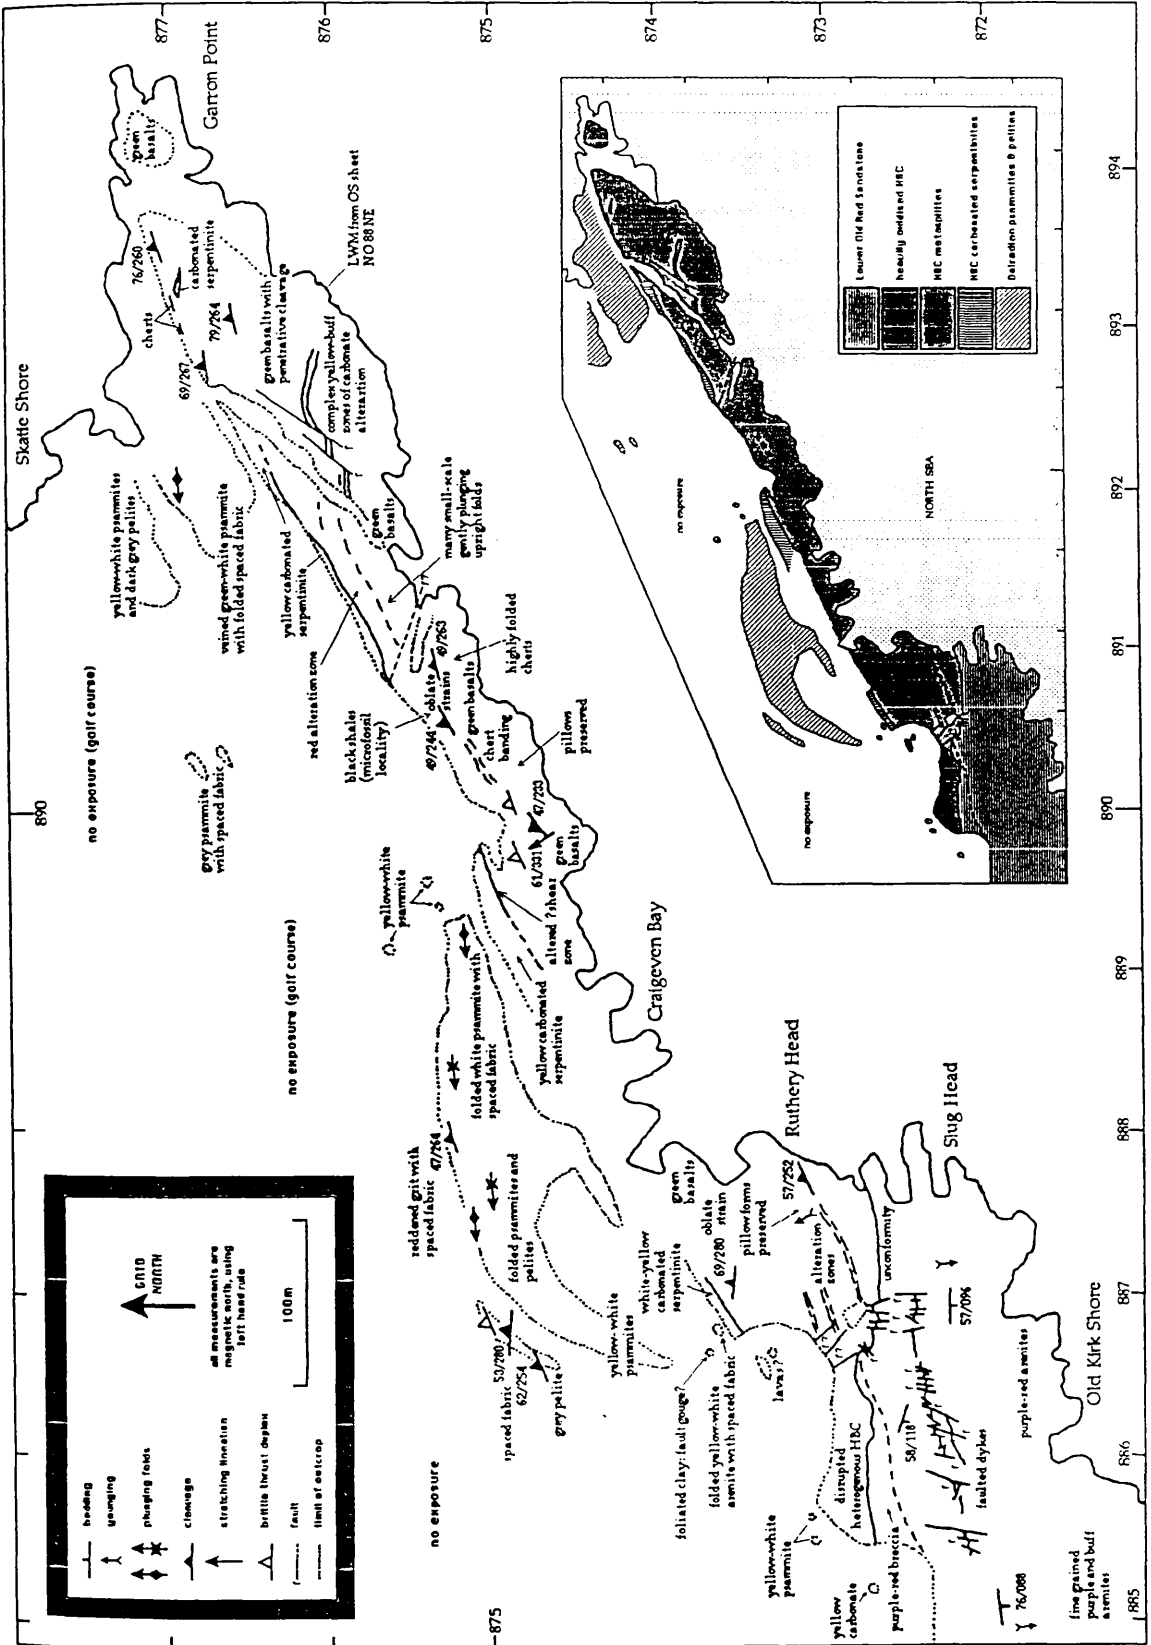 877
876
875
874
873
872
Skatie Shore
Garron Point
green
basalts
76/260
cherts
carbonated
serpentinite
79/264
69/267
LWM from OS sheet
NO 88 NE
green basalts with
penetrative cleavage
complex yellow-buff
zones of carbonate
alteration
yellow-white psammites
and dark grey pelites
veined green-white psammite
with folded spaced fabric
yellow carbonated
serpentinite
red alteration zone
green
basalts
many small-scale
gently plunging
upright folds
no exposure (golf course)
black shales
(microfossil
locality)
oblate
strains
49/263
49/244
highly folded
cherts
green basalts
chert
banding
pillows
preserved
grey psammite
with spaced fabric
890
47/233
61/331
green
basalts
yellow-white
psammite
altered ?shear
zone
no exposure (golf course)
folded white psammite with
spaced fabric
yellow carbonated
serpentinite
Craigeven Bay
reddened grit with
spaced fabric
47/264
folded psammites and
pelites
Ruthery Head
Slug Head
57/252
green
basalts
oblate
strain
69/280
pillow forms
preserved
white-yellow
carbonated
serpentinite
alteration
zones
unconformity
57/096
50/280
spaced fabric
62/254
grey pelite
yellow-white
psammites
foliated clay: fault gouge?
folded yellow-white
arenite with spaced fabric
lavas?
no exposure
58/118
purple-red arenites
Old Kirk Shore
faulted dykes
disrupted
heterogenous HBC
yellow-white
psammite
purple-red breccia
yellow
carbonate
76/088
fine grained
purple and buff
arenites
875
885
886
887
888
889
890
891
892
893
894
bedding
younging
plunging folds
cleavage
stretching lineation
brittle thrust duplex
fault
limit of outcrop
GRID
NORTH
all measurements are
magnetic north, using
left hand rule
100m
no exposure
no exposure
NORTH SEA
Lower Old Red Sandstone
heavily oxidised HBC
HBC metaspilites
HBC carbonated serpentinites
Dalradian psammites & pelites